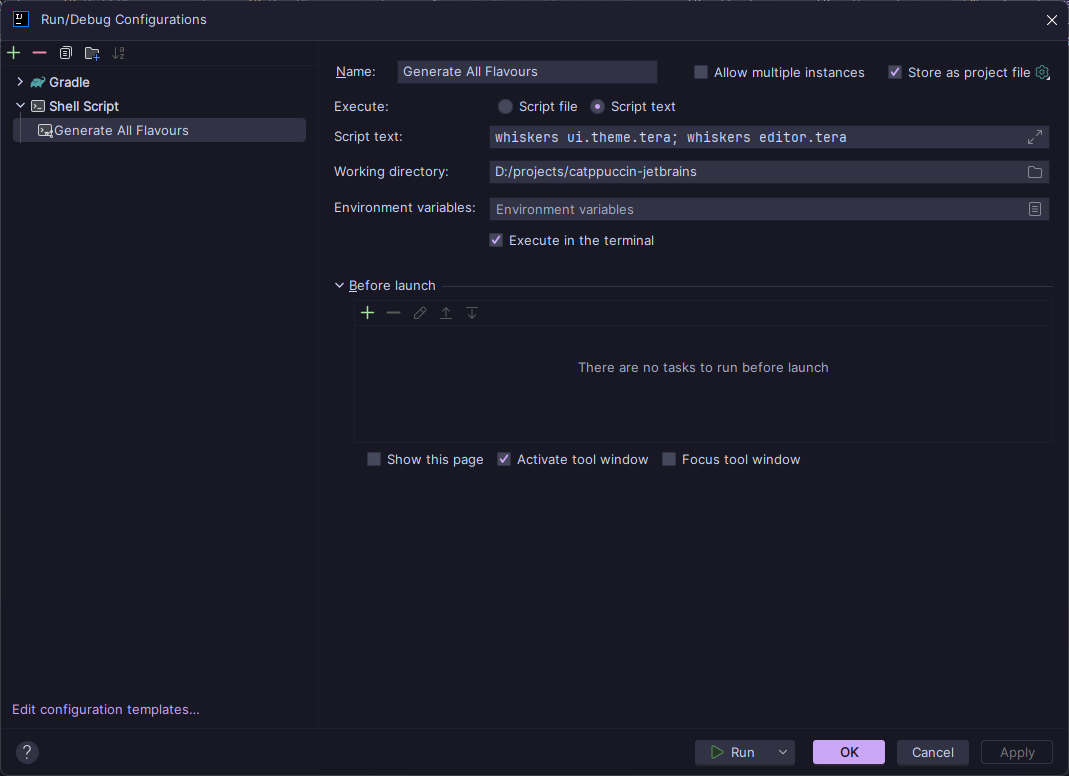 Run/Debug Configurations
Gradle
Shell Script
Generate All Flavours
Edit configuration templates...
Name: Generate All Flavours Allow multiple instances Store as project file
Execute: Script file Script text
Script text: whiskers ui.theme.tera; whiskers editor.tera
Working directory: D:/projects/catppuccin-jetbrains
Environment variables: Environment variables
Execute in the terminal
Before launch
There are no tasks to run before launch
Show this page Activate tool window Focus tool window
? Run OK Cancel Apply